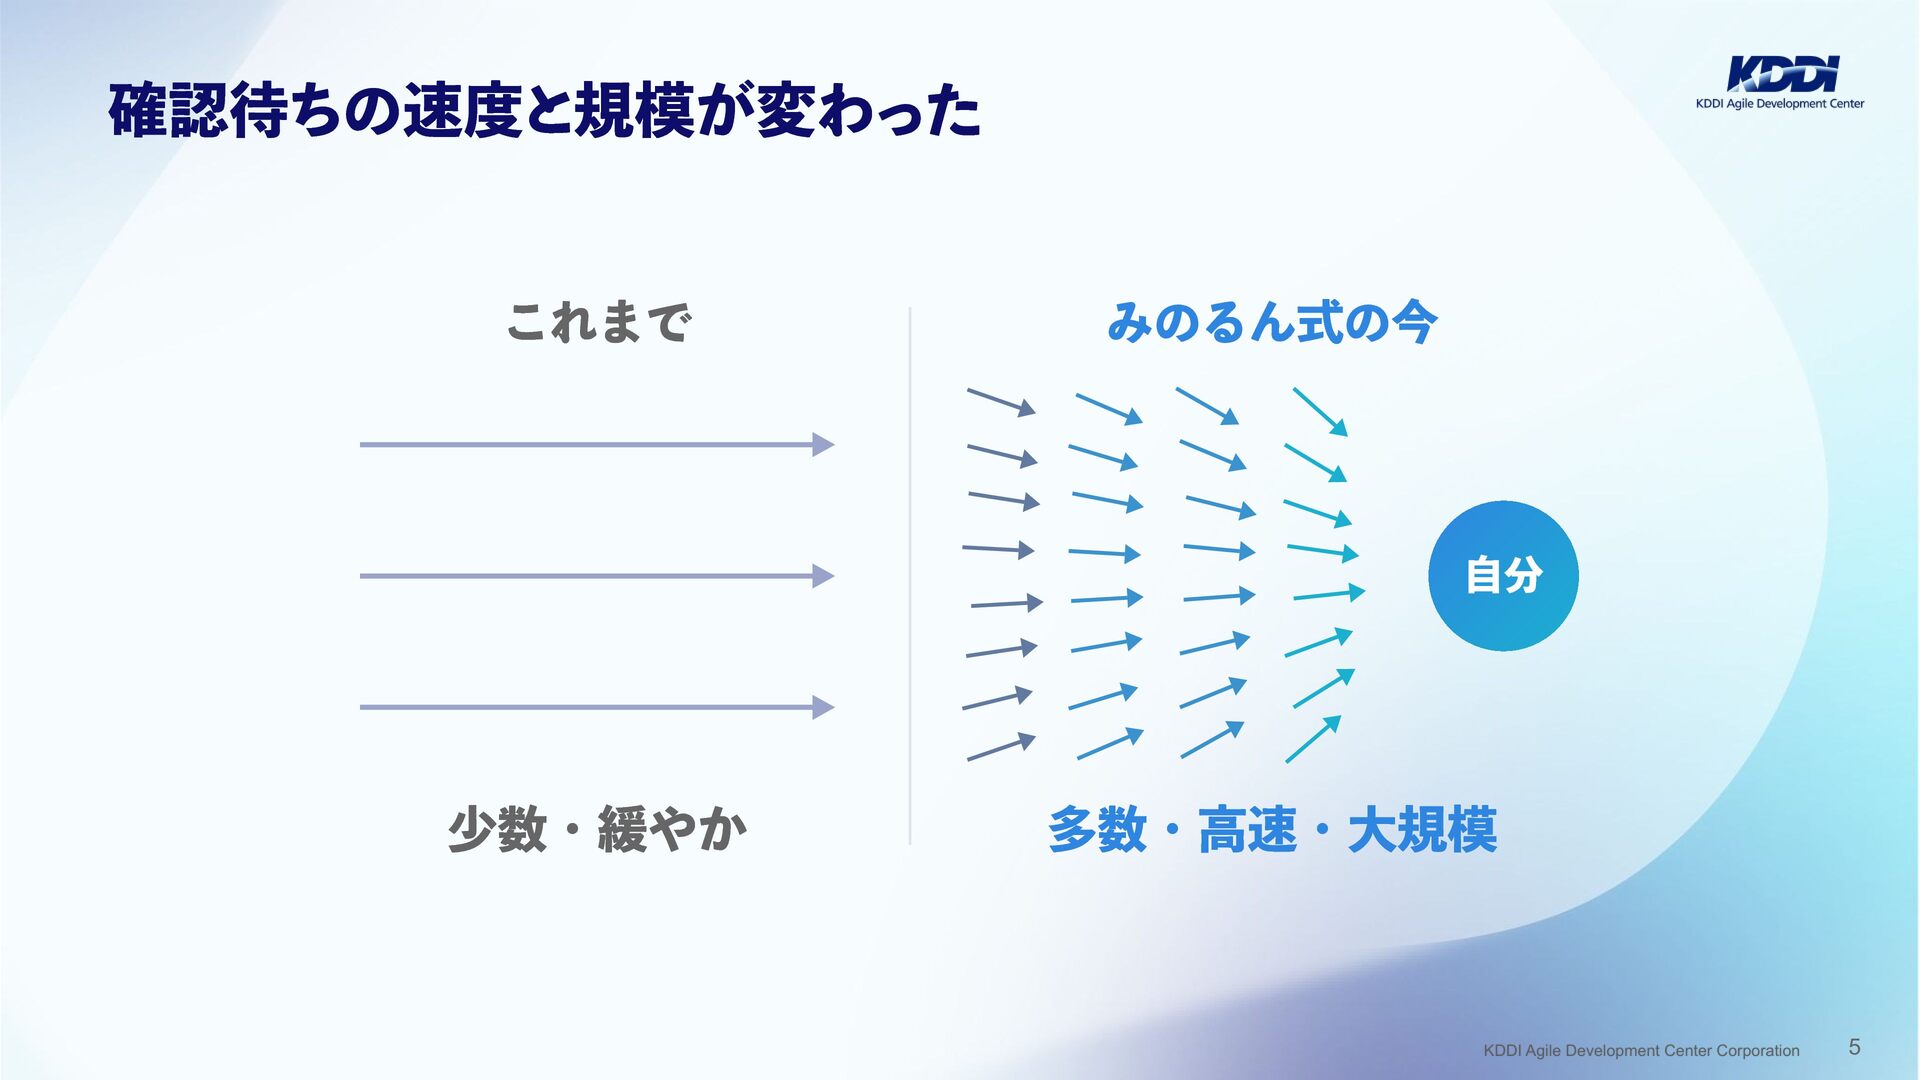 確認待ちの速度と規模が変わった
KDDI
KDDI Agile Development Center
これまで
みのるん式の今
自分
少数・緩やか
多数・高速・大規模
KDDI Agile Development Center Corporation
5